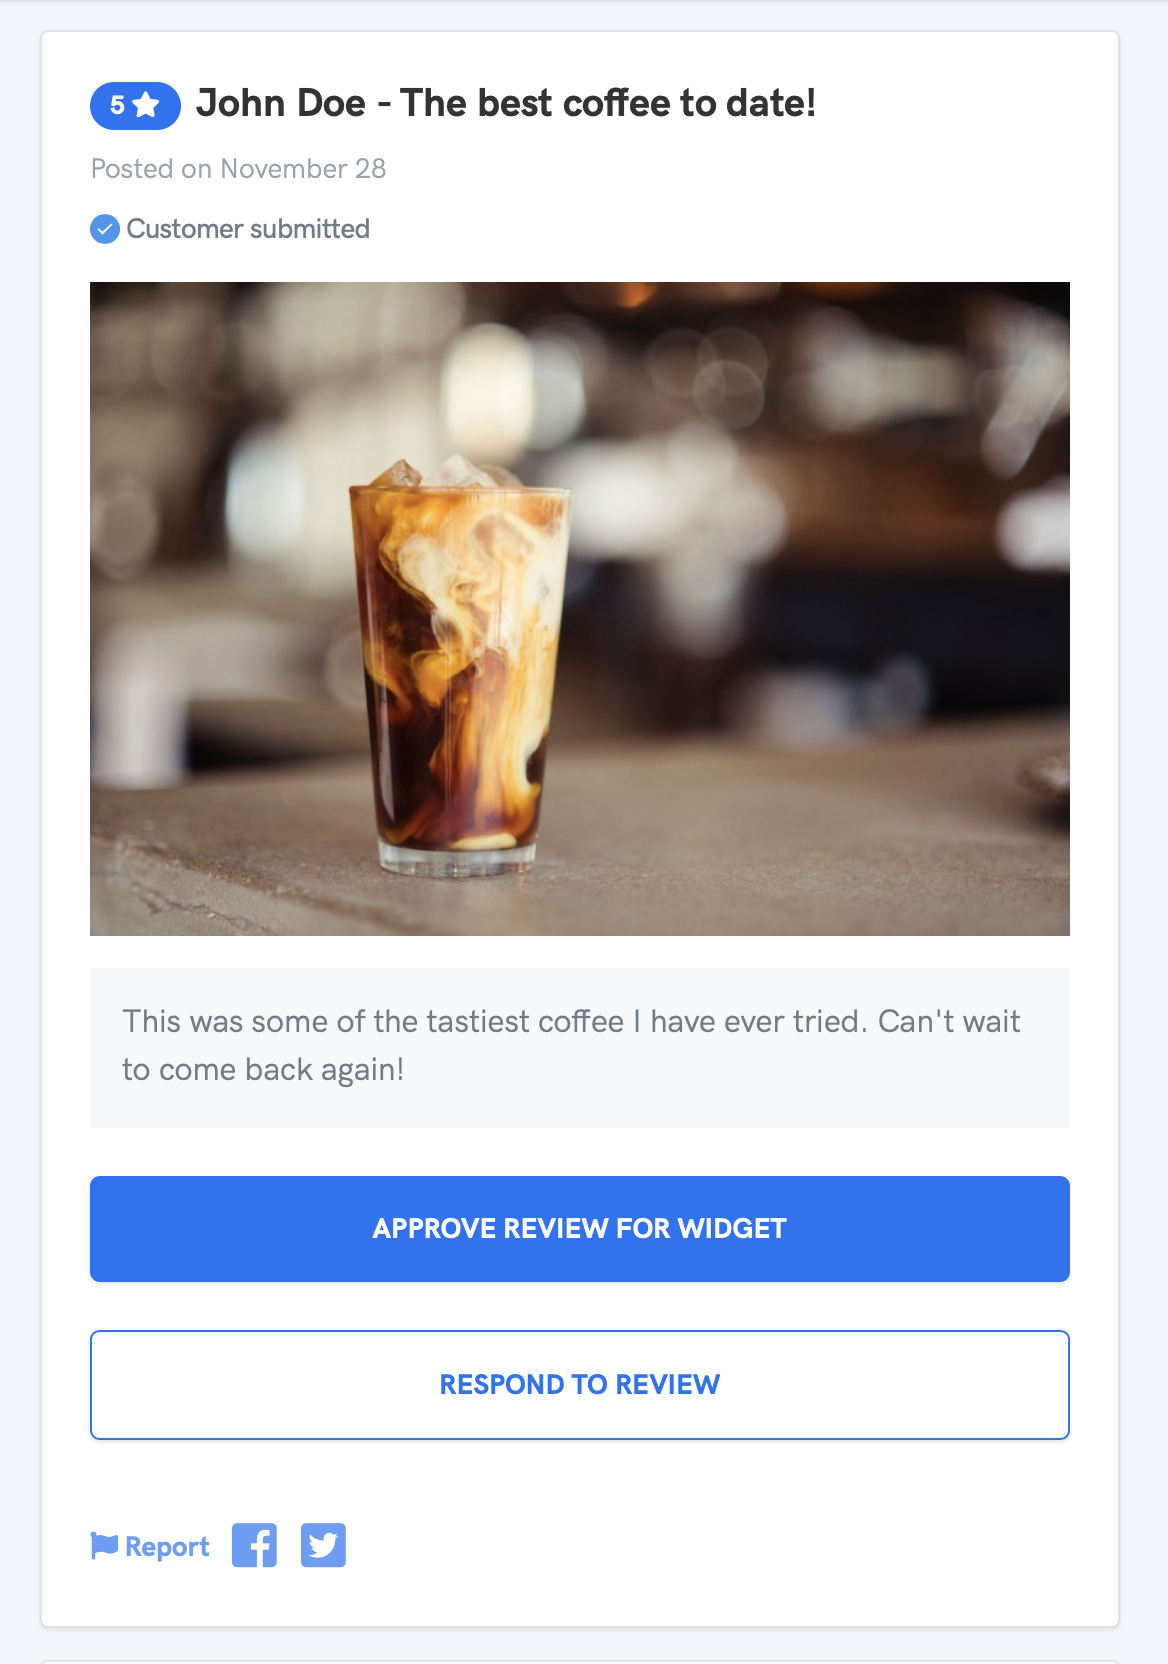 5 John Doe - The best coffee to date!
Posted on November 28
Customer submitted
This was some of the tastiest coffee I have ever tried. Can't wait
to come back again!
APPROVE REVIEW FOR WIDGET
RESPOND TO REVIEW
Report